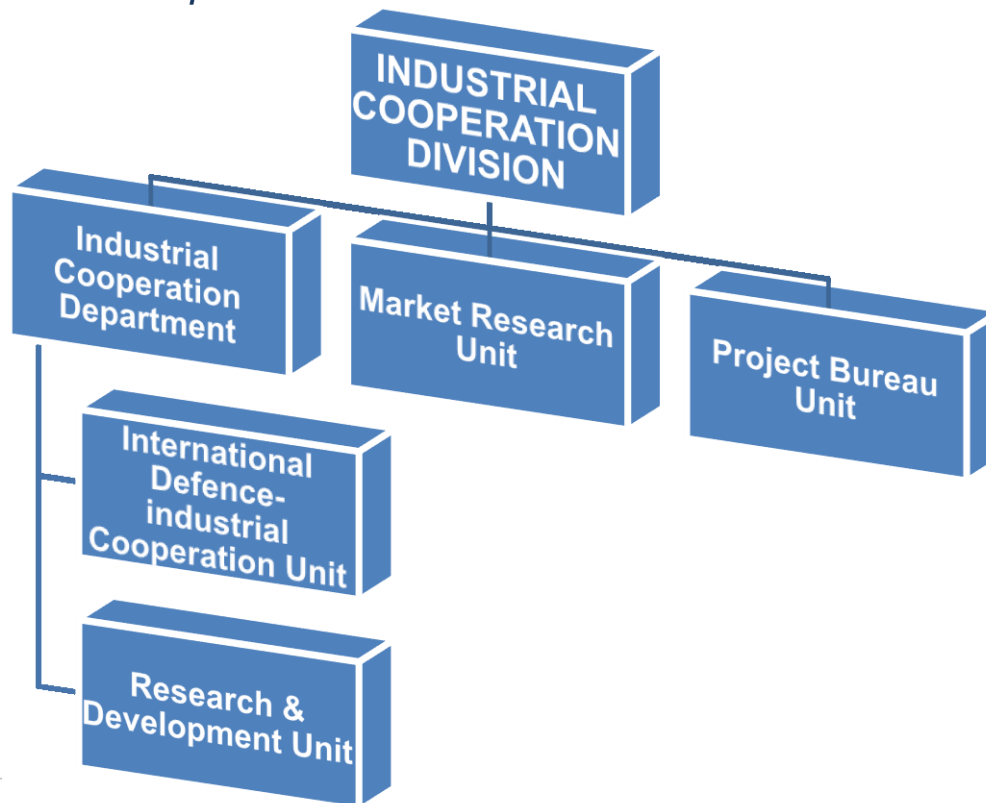 INDUSTRIAL
COOPERATION
DIVISION
Industrial
Cooperation
Department
Market Research
Unit
Project Bureau
Unit
International
Defence-
industrial
Cooperation Unit
Research &
Development Unit